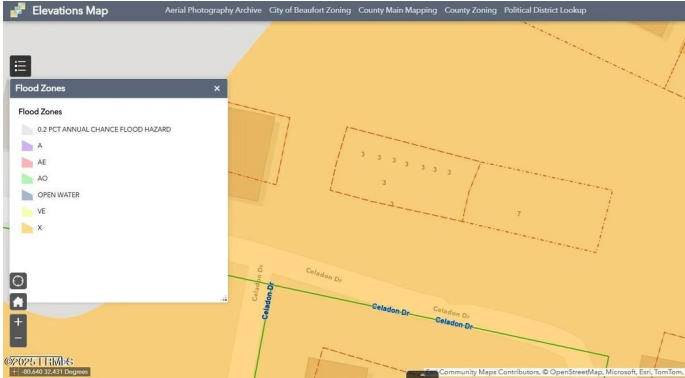 Elevations Map
Aerial Photography Archive City of Beaufort Zoning County Main Mapping County Zoning Political District Lookup
Flood Zones ×
Flood Zones
0.2 PCT ANNUAL CHANCE FLOOD HAZARD
A
AE
AO
OPEN WATER
VE
X
3 3 3 3 3 3 3
3
3
7
Celadon Dr
Celadon Dr
Celadon Dr
Celadon Dr
Celadon Dr
Celadon Dr
+
−
©2025
-80.640 32.431 Degrees
Community Maps Contributors, © OpenStreetMap, Microsoft, Esri, TomTom,